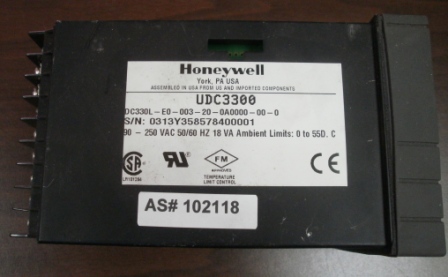 Honeywell
York, PA USA
ASSEMBLED IN USA FROM US AND IMPORTED COMPONENTS
UDC3300
DC330L-E0-003-20-0A0000-00-0
S/N: 0313Y358578400001
90 - 250 VAC 50/60 HZ 18 VA Ambient Limits: 0 to 55D. C
FM
APPROVED
CE
TEMPERATURE
LIMIT CONTROL
AS# 102118